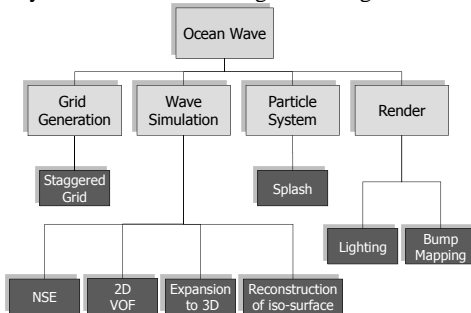 Ocean Wave
Grid
Generation
Wave
Simulation
Particle
System
Render
Staggered
Grid
Splash
Lighting
Bump
Mapping
NSE
2D
VOF
Expansion
to 3D
Reconstruction
of iso-surface